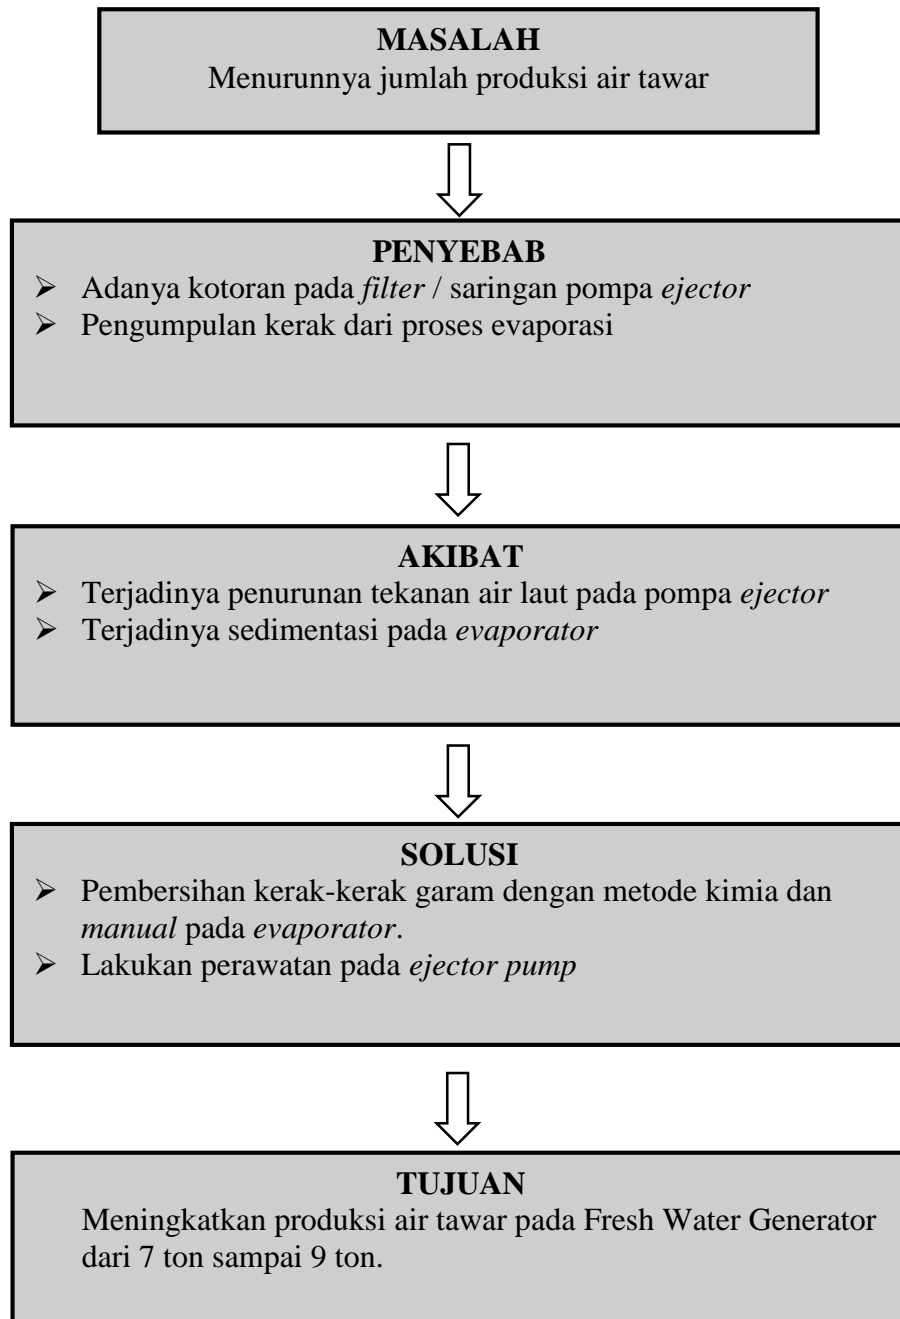 MASALAH
Menurunnya jumlah produksi air tawar
PENYEBAB
➢ Adanya kotoran pada filter / saringan pompa ejector
➢ Pengumpulan kerak dari proses evaporasi
AKIBAT
➢ Terjadinya penurunan tekanan air laut pada pompa ejector
➢ Terjadinya sedimentasi pada evaporator
SOLUSI
➢ Pembersihan kerak-kerak garam dengan metode kimia dan
manual pada evaporator.
➢ Lakukan perawatan pada ejector pump
TUJUAN
Meningkatkan produksi air tawar pada Fresh Water Generator
dari 7 ton sampai 9 ton.